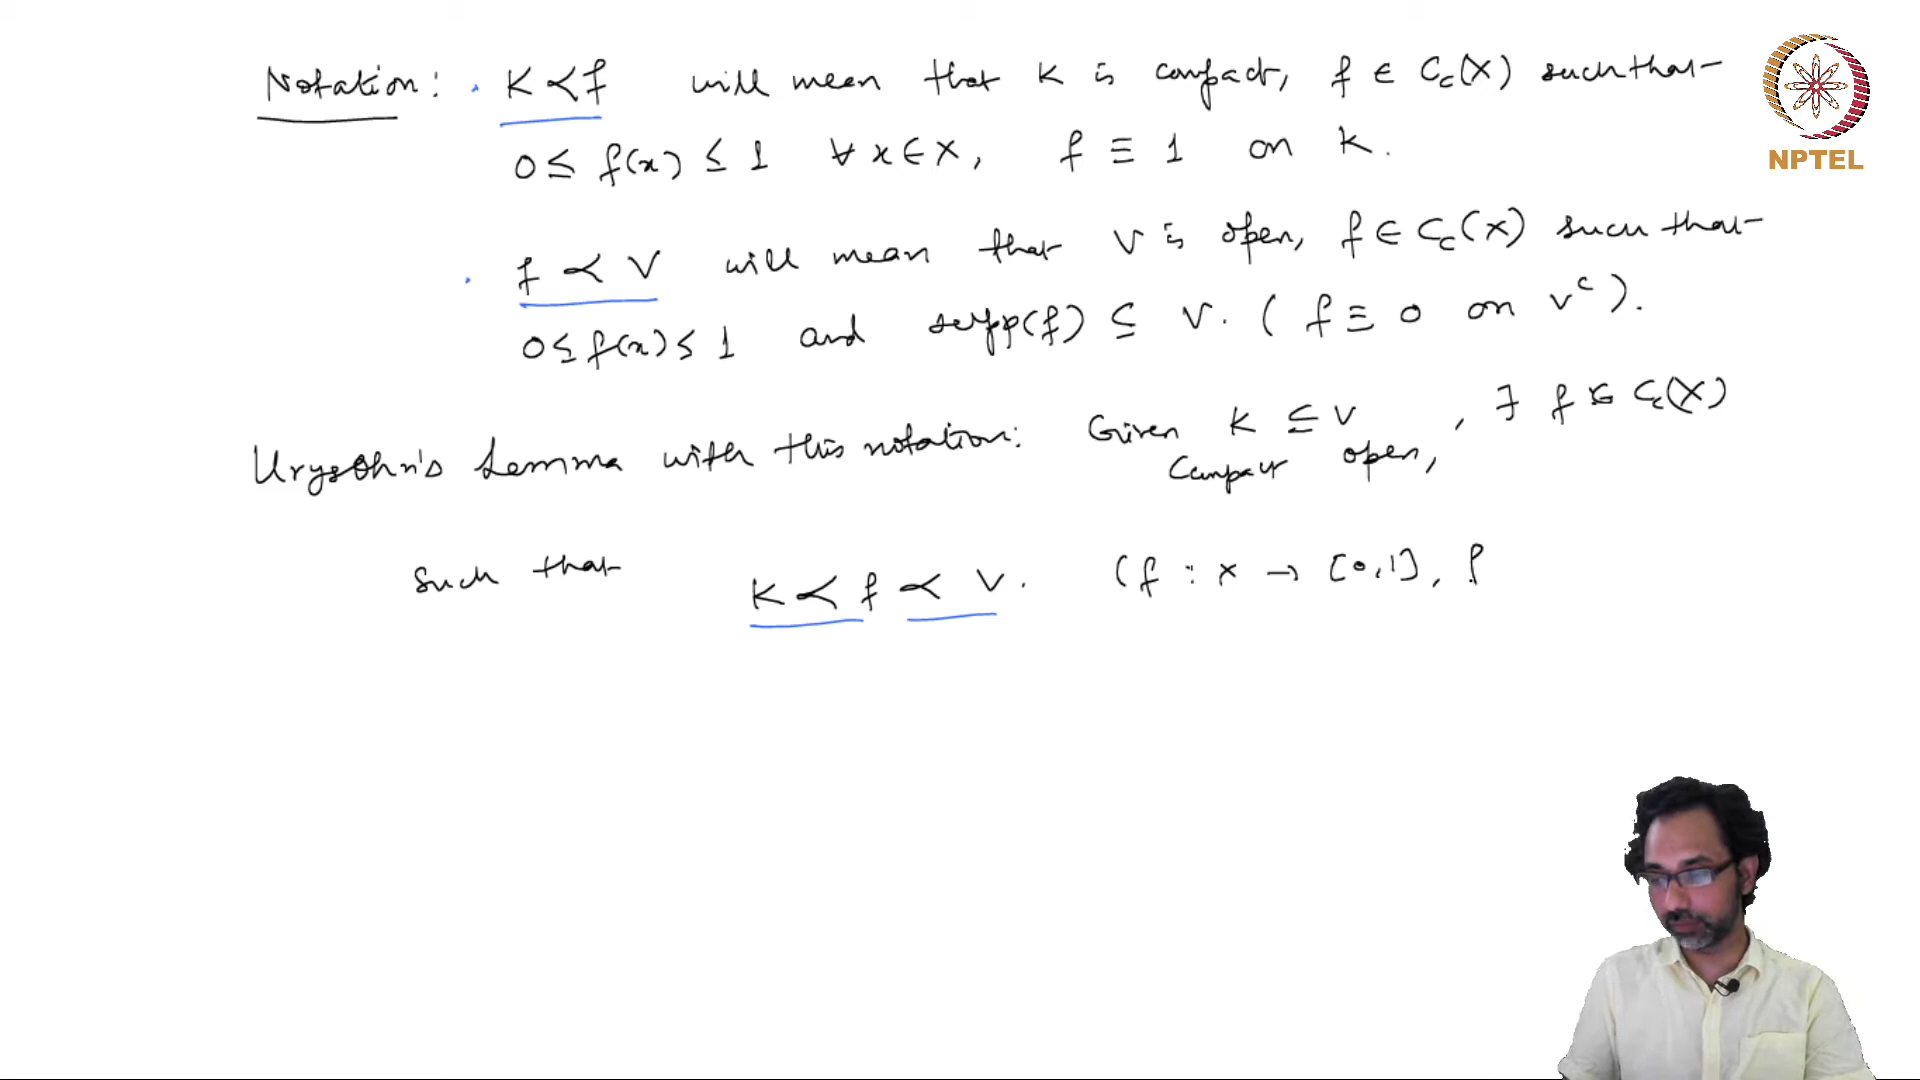 Notation: · K ≺ f will mean that K is compact, f ∈ C_c(X) such that
0 ≤ f(x) ≤ 1 ∀ x ∈ X, f ≡ 1 on K.
· f ≺ V will mean that V is open, f ∈ C_c(X) such that
0 ≤ f(x) ≤ 1 and supp(f) ⊆ V. ( f ≡ 0 on V^c ).
Urysohn's Lemma with this notation: Given K ⊆ V , ∃ f ∈ C_c(X)
Compact open,
Such that K ≺ f ≺ V. (f : X → [0,1], f
NPTEL